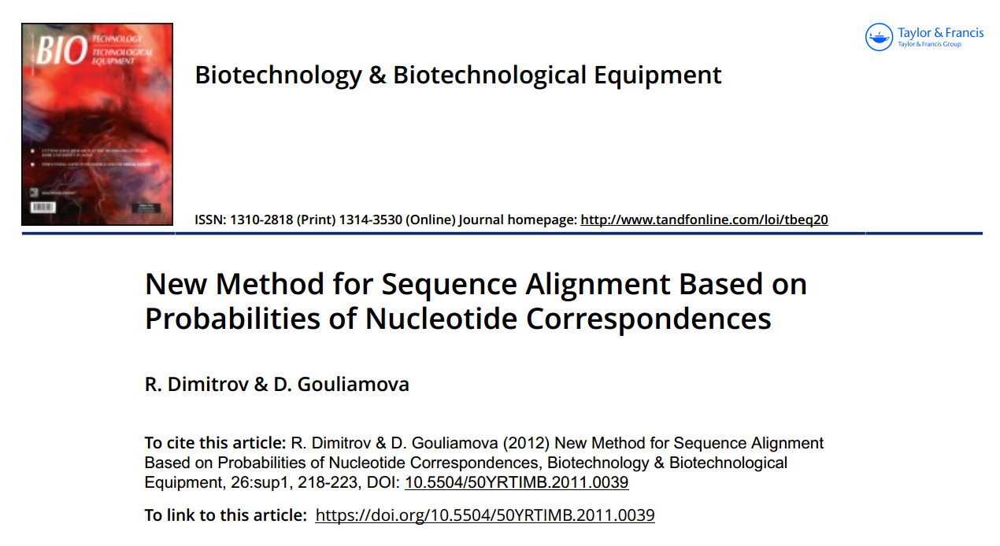 BIO TECHNOLOGY
TECHNOLOGICAL
EQUIPMENT
Taylor & Francis
Taylor & Francis Group
Biotechnology & Biotechnological Equipment
ISSN: 1310-2818 (Print) 1314-3530 (Online) Journal homepage: http://www.tandfonline.com/loi/tbeq20
New Method for Sequence Alignment Based on
Probabilities of Nucleotide Correspondences
R. Dimitrov & D. Gouliamova
To cite this article: R. Dimitrov & D. Gouliamova (2012) New Method for Sequence Alignment
Based on Probabilities of Nucleotide Correspondences, Biotechnology & Biotechnological
Equipment, 26:sup1, 218-223, DOI: 10.5504/50YRTIMB.2011.0039
To link to this article: https://doi.org/10.5504/50YRTIMB.2011.0039